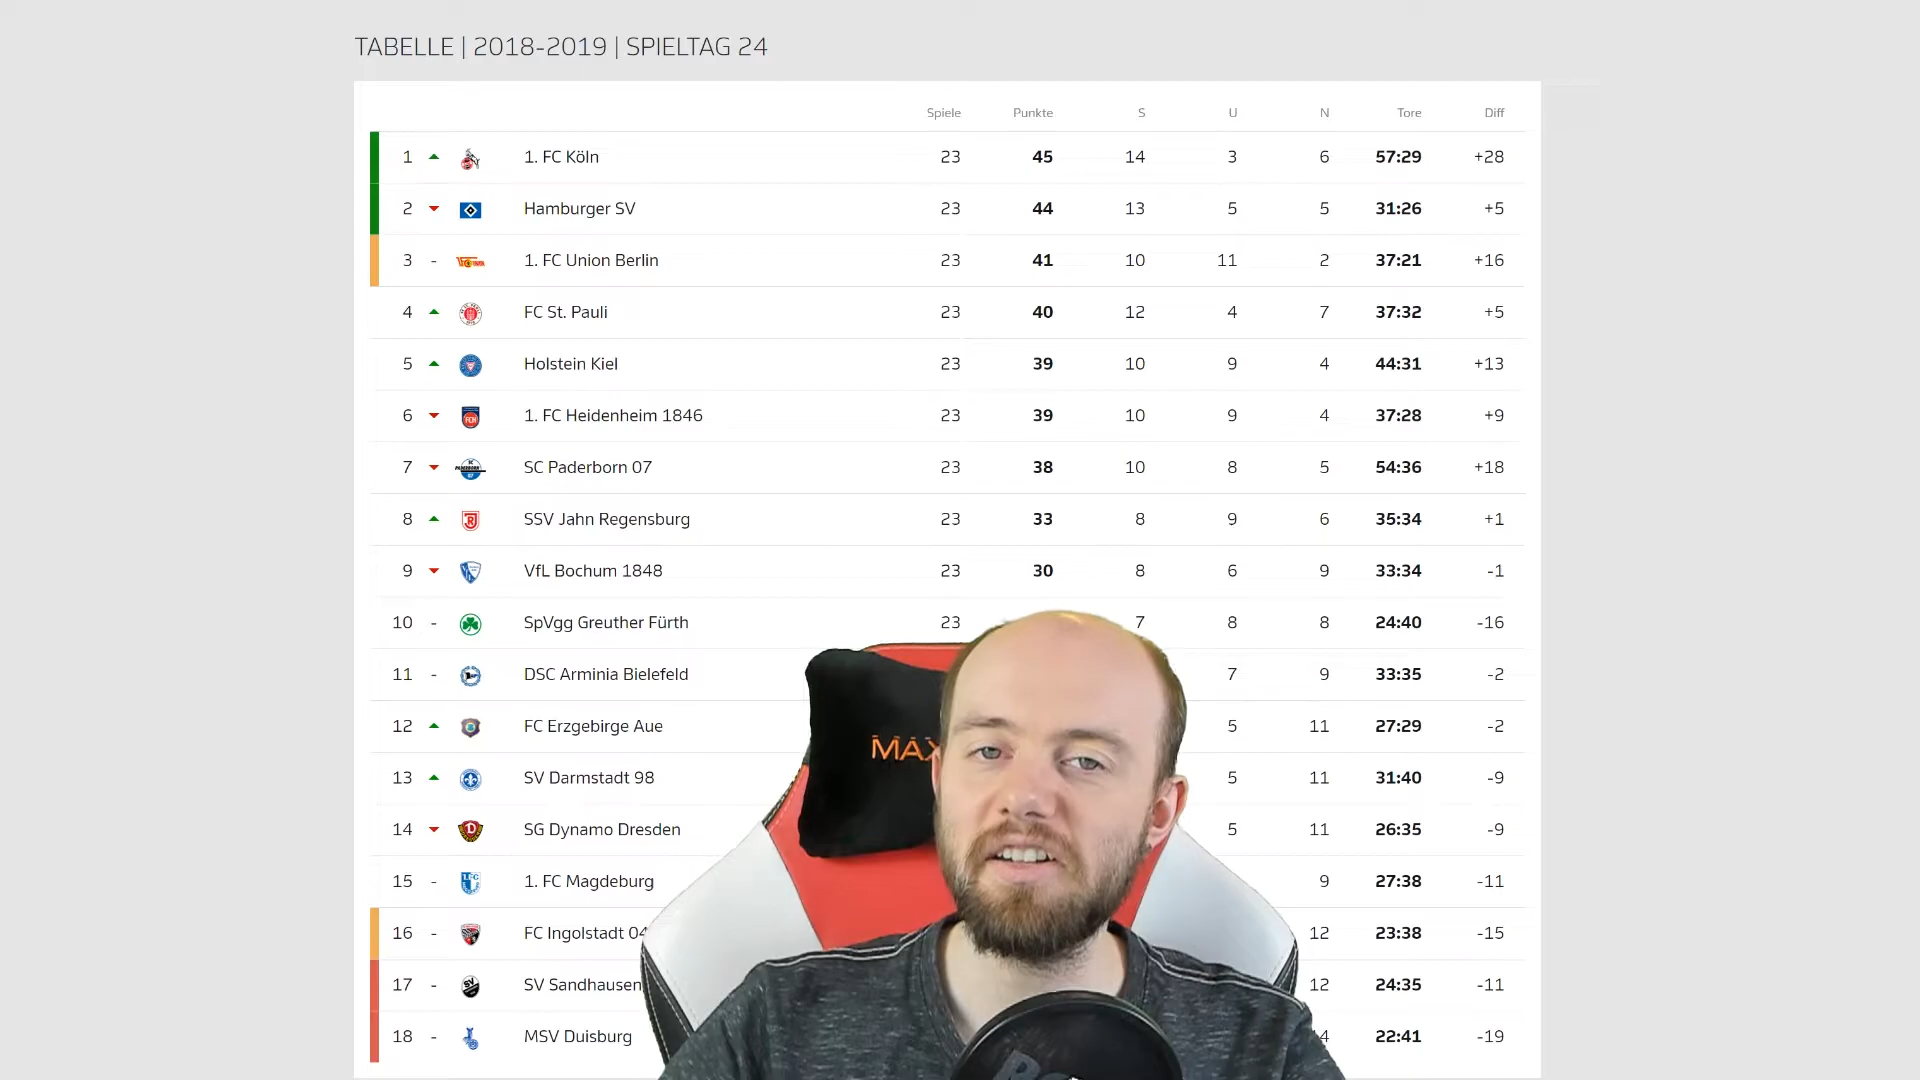 TABELLE | 2018-2019 | SPIELTAG 24
Spiele Punkte S U N Tore Diff
1 1. FC Köln 23 45 14 3 6 57:29 +28
2 Hamburger SV 23 44 13 5 5 31:26 +5
3 - 1. FC Union Berlin 23 41 10 11 2 37:21 +16
4 FC St. Pauli 23 40 12 4 7 37:32 +5
5 Holstein Kiel 23 39 10 9 4 44:31 +13
6 1. FC Heidenheim 1846 23 39 10 9 4 37:28 +9
7 SC Paderborn 07 23 38 10 8 5 54:36 +18
8 SSV Jahn Regensburg 23 33 8 9 6 35:34 +1
9 VfL Bochum 1848 23 30 8 6 9 33:34 -1
10 - SpVgg Greuther Fürth 23 7 8 8 24:40 -16
11 - DSC Arminia Bielefeld 7 9 33:35 -2
12 FC Erzgebirge Aue 5 11 27:29 -2
13 SV Darmstadt 98 5 11 31:40 -9
14 SG Dynamo Dresden 5 11 26:35 -9
15 - 1. FC Magdeburg 9 27:38 -11
16 - FC Ingolstadt 04 12 23:38 -15
17 - SV Sandhausen 12 24:35 -11
18 - MSV Duisburg 4 22:41 -19
MAX